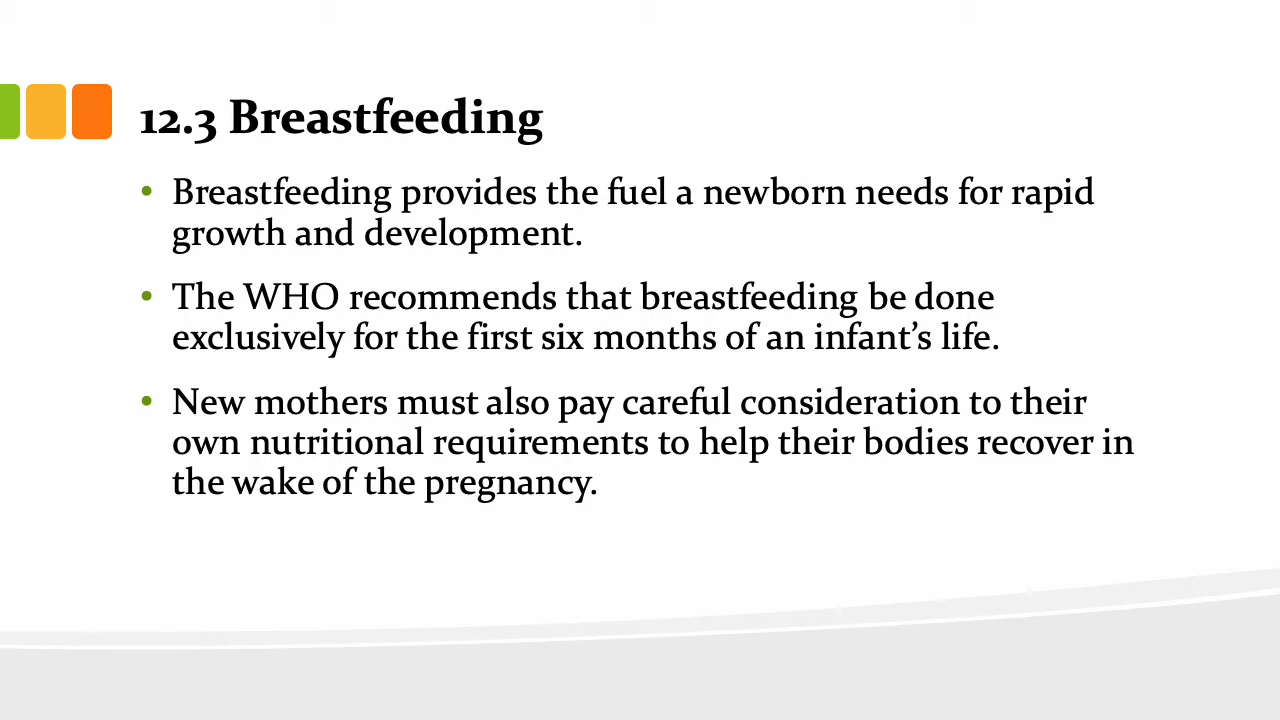 12.3 Breastfeeding
• Breastfeeding provides the fuel a newborn needs for rapid
growth and development.
• The WHO recommends that breastfeeding be done
exclusively for the first six months of an infant’s life.
• New mothers must also pay careful consideration to their
own nutritional requirements to help their bodies recover in
the wake of the pregnancy.